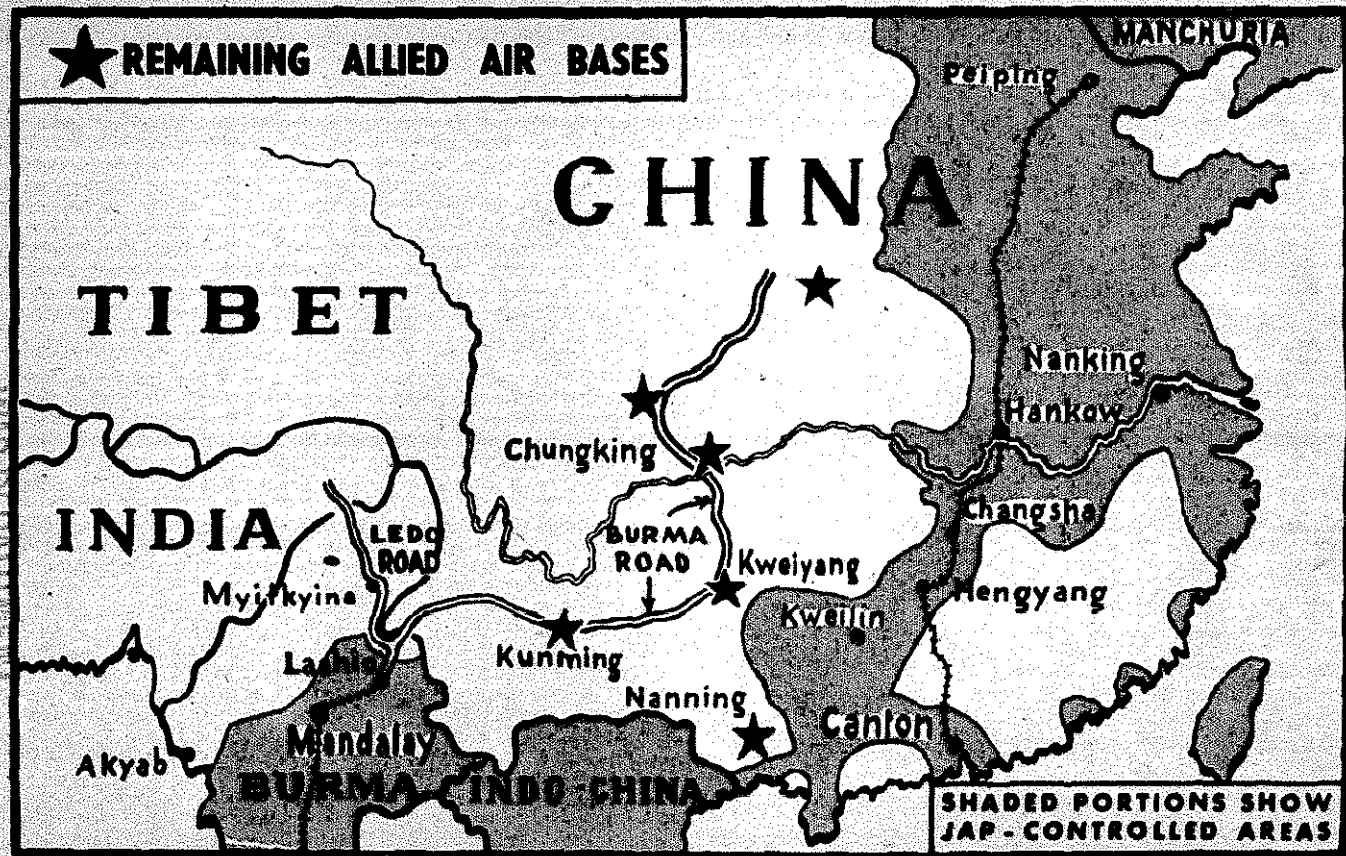 REMAINING ALLIED AIR BASES
MANCHURIA
Peiping
CHINA
TIBET
Nanking
Hankow
Chungking
INDIA
LEDO
ROAD
BURMA
ROAD
Changsha
Kweiyang
Myitkyina
Hengyang
Kweilin
Lashio
Kunming
Nanning
Canton
Mandalay
Akyab
BURMA
INDO-CHINA
SHADED PORTIONS SHOW
JAP-CONTROLLED AREAS